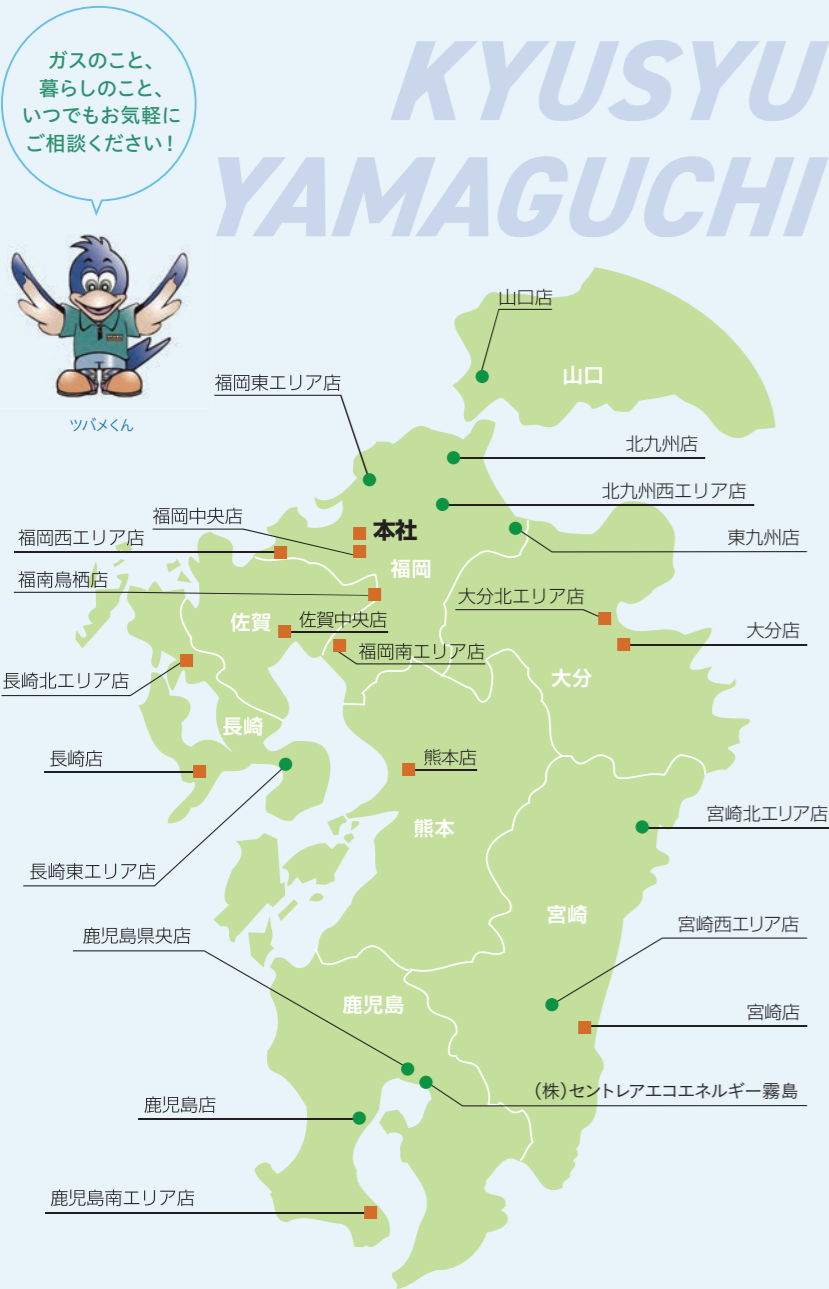 ガスのこと、
暮らしのこと、
いつでもお気軽に
ご相談ください！
KYUSYU
YAMAGUCHI
ツバメくん
山口店
山口
福岡東エリア店
北九州店
北九州西エリア店
福岡中央店
本社
福岡西エリア店
東九州店
福岡
福南鳥栖店
大分北エリア店
佐賀
佐賀中央店
大分店
福岡南エリア店
長崎北エリア店
大分
長崎
長崎店
熊本店
宮崎北エリア店
熊本
長崎東エリア店
宮崎
宮崎西エリア店
鹿児島県央店
鹿児島
宮崎店
（株）セントレアエコエネルギー霧島
鹿児島店
鹿児島南エリア店